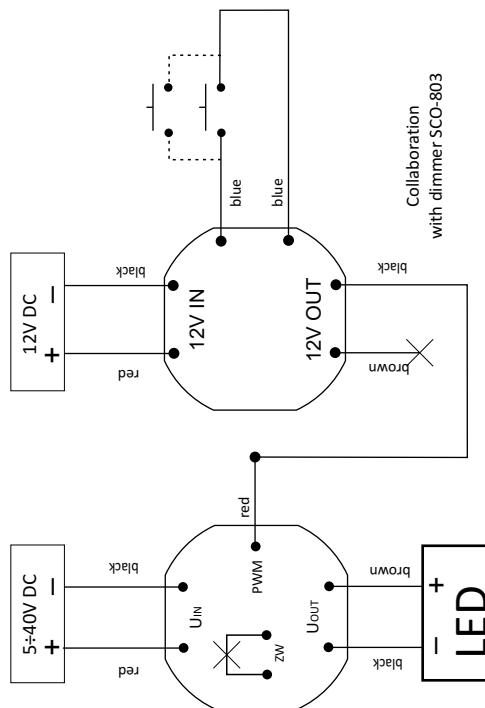 12V DC
+ −
red
black
12V IN
blue
blue
12V OUT
brown
black
Collaboration
with dimmer SCO-803
5÷40V DC
+ −
red
black
UIN
ZW
PWM
red
UOUT
black
brown
− +
LED